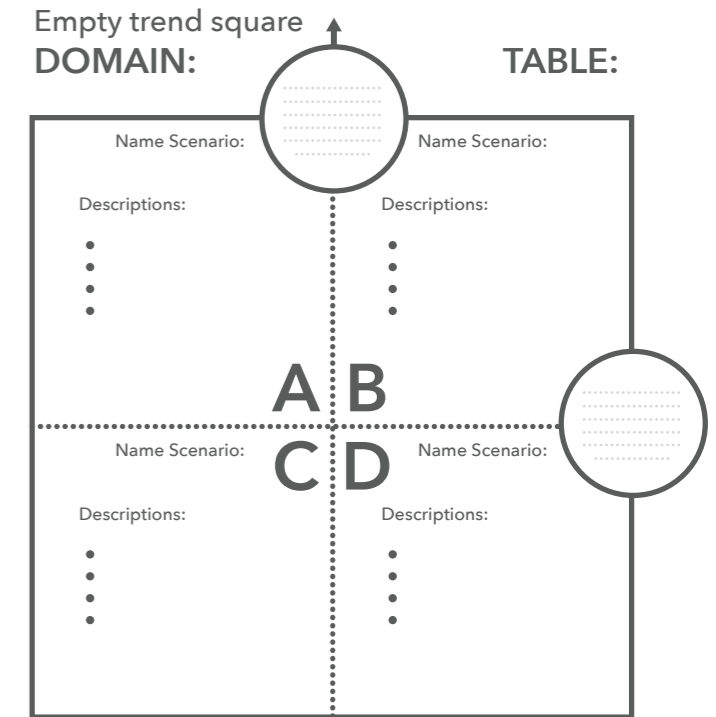 Empty trend square
DOMAIN: TABLE:
Name Scenario: Name Scenario:
Descriptions: Descriptions:
A B
C D
Name Scenario: Name Scenario:
Descriptions: Descriptions: